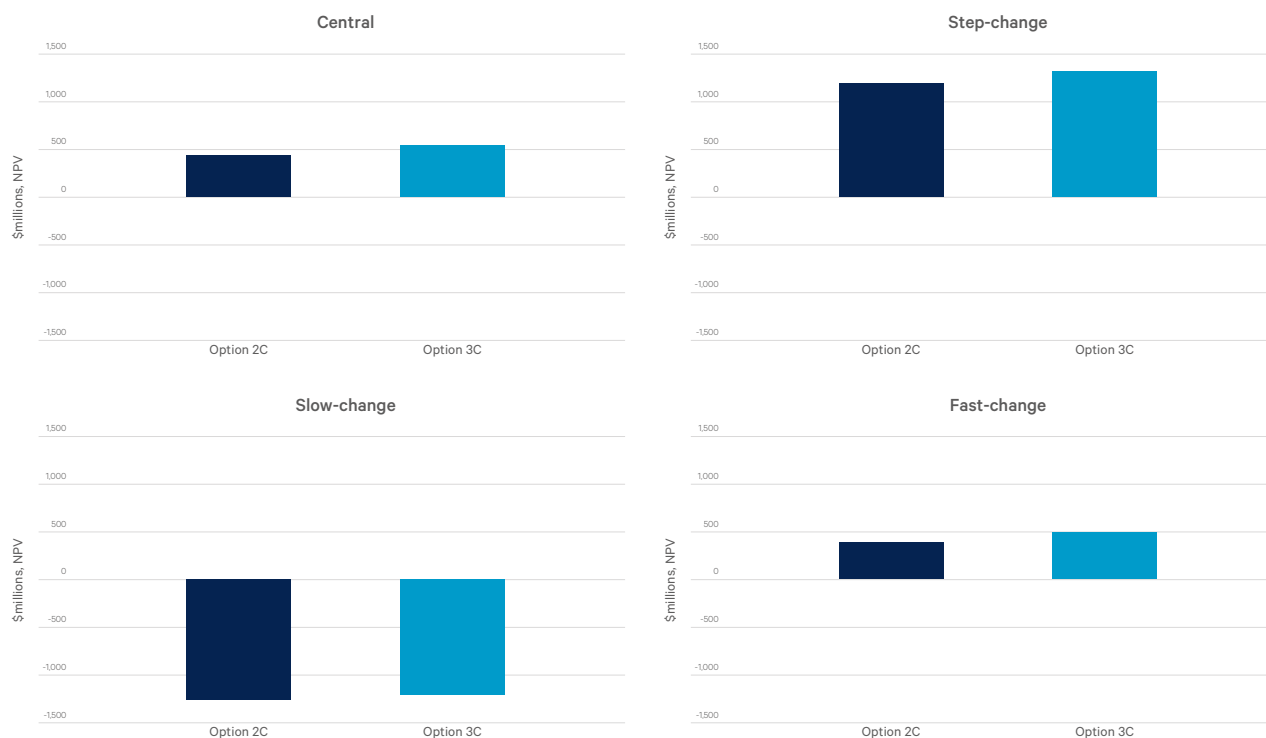 Central
1,500
1,000
500
0
-500
-1,000
-1,500
$millions, NPV
Option 2C
Option 3C
Step-change
1,500
1,000
500
0
-500
-1,000
-1,500
$millions, NPV
Option 2C
Option 3C
Slow-change
1,500
1,000
500
0
-500
-1,000
-1,500
$millions, NPV
Option 2C
Option 3C
Fast-change
1,500
1,000
500
0
-500
-1,000
-1,500
$millions, NPV
Option 2C
Option 3C